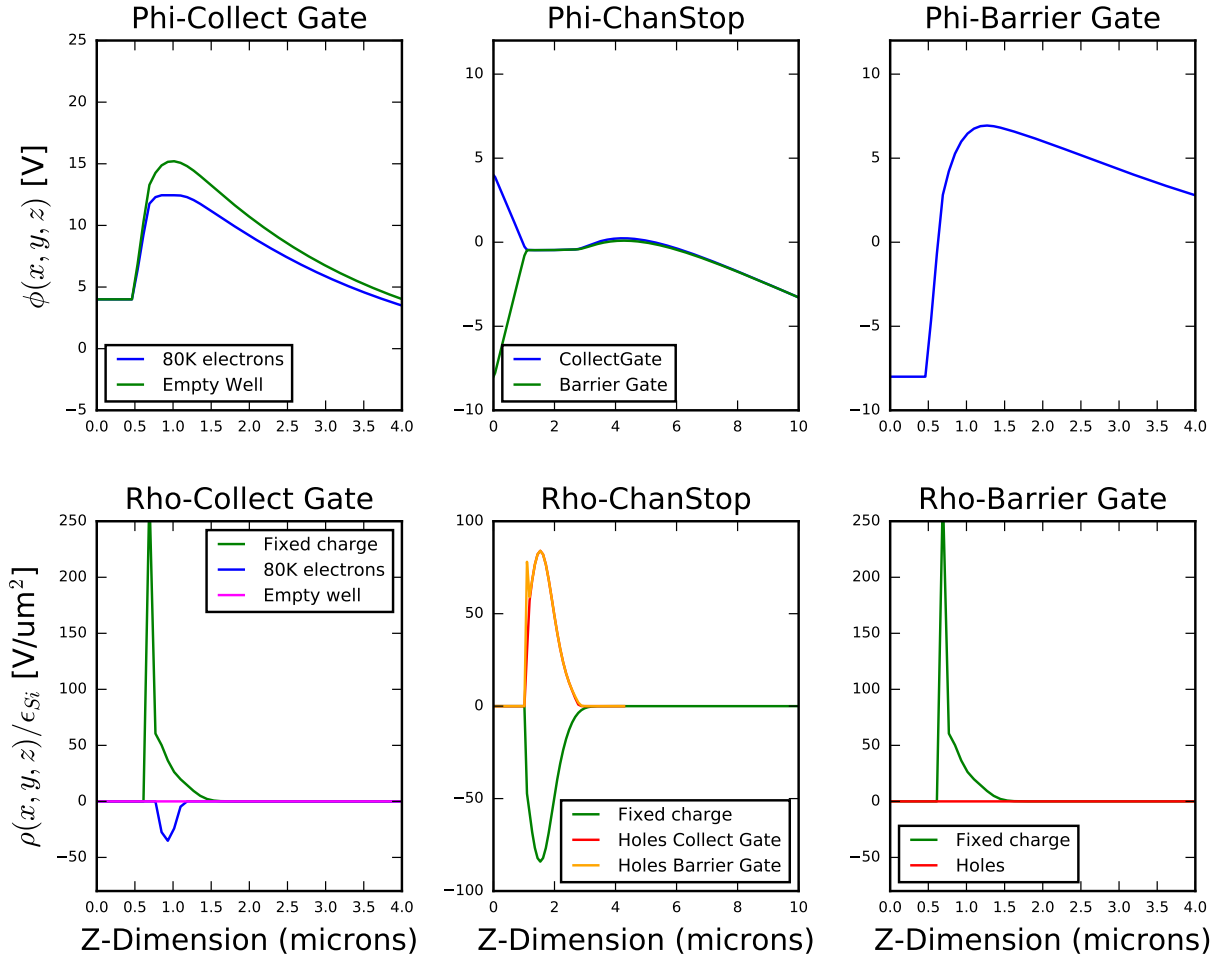 Phi-Collect Gate
Phi-ChanStop
Phi-Barrier Gate
ϕ(x, y, z) [V]
25
20
15
10
5
0
−5
80K electrons
Empty Well
0.0 0.5 1.0 1.5 2.0 2.5 3.0 3.5 4.0
10
5
0
−5
−10
CollectGate
Barrier Gate
0 2 4 6 8 10
10
5
0
−5
−10
0.0 0.5 1.0 1.5 2.0 2.5 3.0 3.5 4.0
Rho-Collect Gate
Rho-ChanStop
Rho-Barrier Gate
ρ(x, y, z)/ϵSi [V/um²]
250
200
150
100
50
0
−50
Fixed charge
80K electrons
Empty well
0.0 0.5 1.0 1.5 2.0 2.5 3.0 3.5 4.0
Z-Dimension (microns)
100
50
0
−50
−100
Fixed charge
Holes Collect Gate
Holes Barrier Gate
0 2 4 6 8 10
Z-Dimension (microns)
250
200
150
100
50
0
−50
Fixed charge
Holes
0.0 0.5 1.0 1.5 2.0 2.5 3.0 3.5 4.0
Z-Dimension (microns)